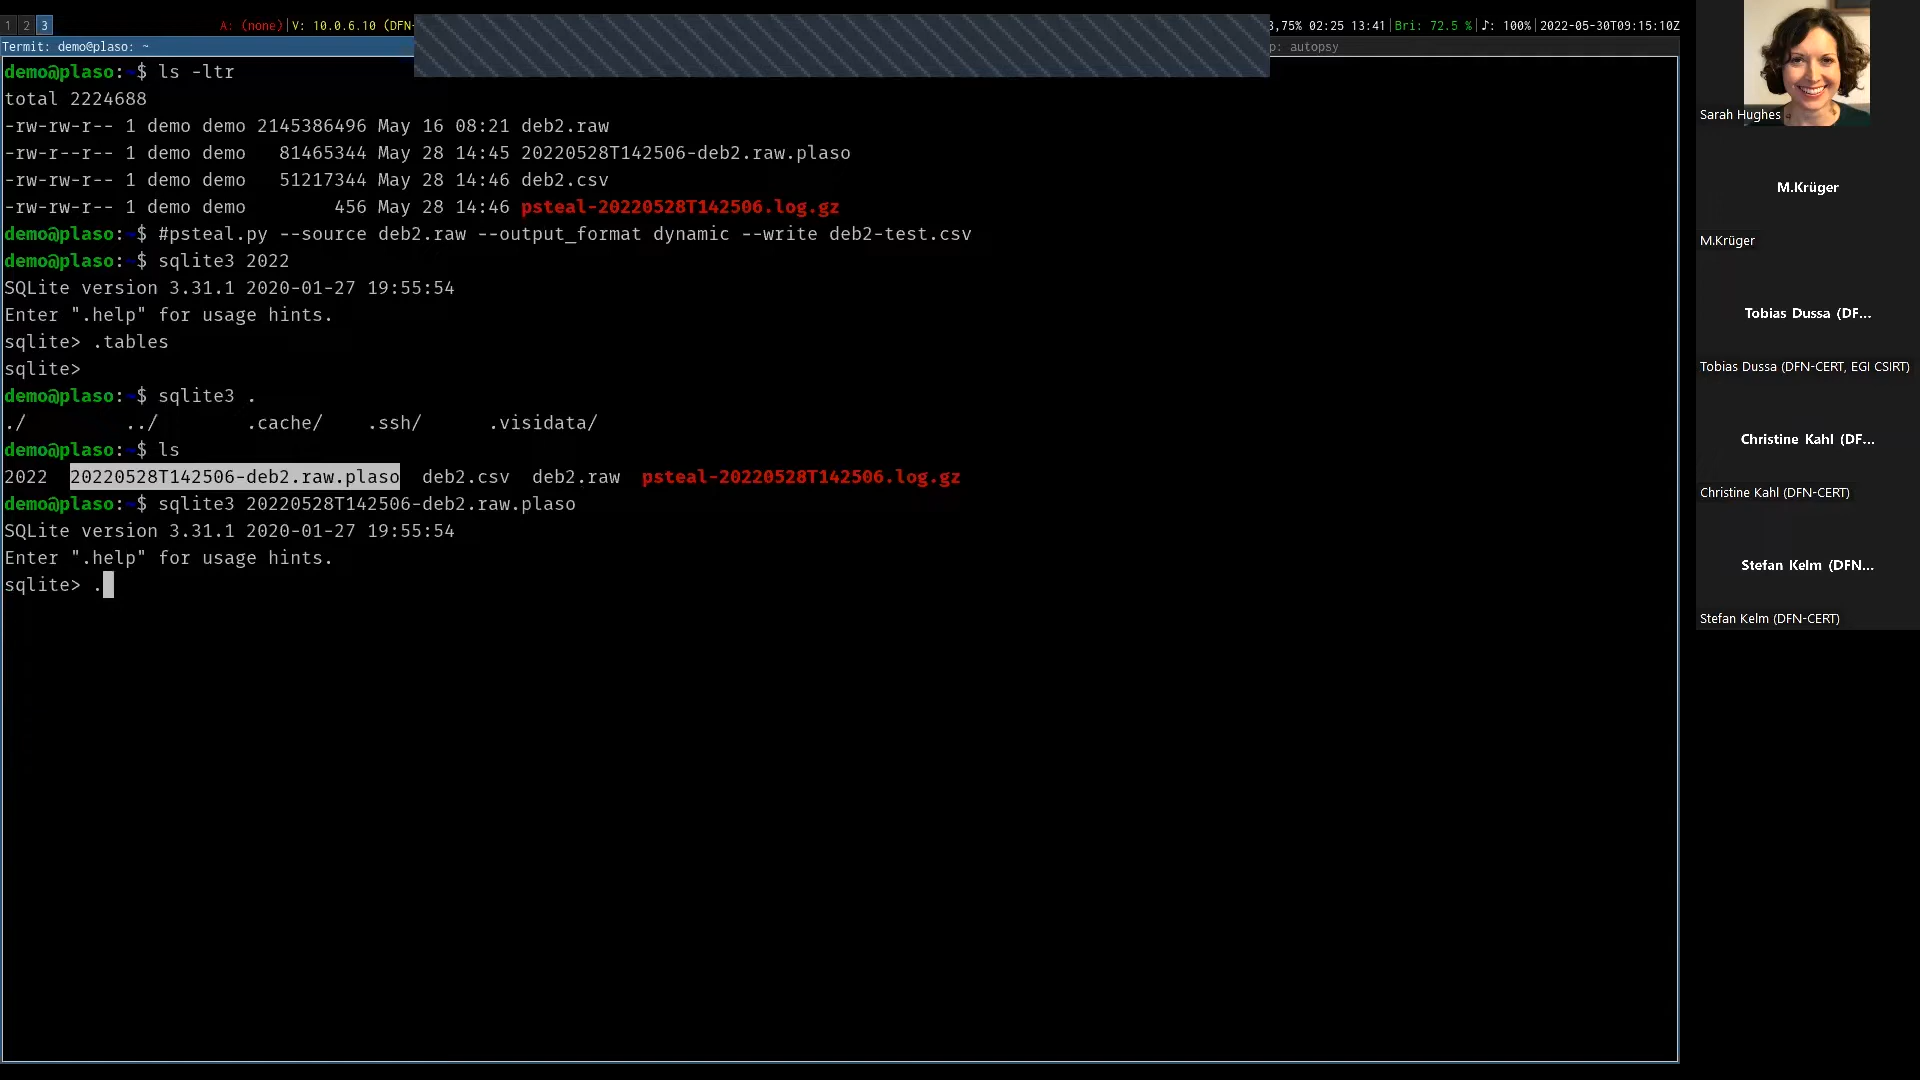 1 2 3 A: (none)|V: 10.0.6.10 (DFN- 3,75% 02:25 13:41|Bri: 72.5 %|♪: 100%|2022-05-30T09:15:10Z
Termit: demo@plaso: ~ p: autopsy
demo@plaso:~$ ls -ltr
total 2224688
-rw-rw-r-- 1 demo demo 2145386496 May 16 08:21 deb2.raw
-rw-r--r-- 1 demo demo   81465344 May 28 14:45 20220528T142506-deb2.raw.plaso
-rw-rw-r-- 1 demo demo   51217344 May 28 14:46 deb2.csv
-rw-rw-r-- 1 demo demo        456 May 28 14:46 psteal-20220528T142506.log.gz
demo@plaso:~$ #psteal.py --source deb2.raw --output_format dynamic --write deb2-test.csv
demo@plaso:~$ sqlite3 2022
SQLite version 3.31.1 2020-01-27 19:55:54
Enter ".help" for usage hints.
sqlite> .tables
sqlite>
demo@plaso:~$ sqlite3 .
./         ../        .cache/    .ssh/      .visidata/
demo@plaso:~$ ls
2022  20220528T142506-deb2.raw.plaso  deb2.csv  deb2.raw  psteal-20220528T142506.log.gz
demo@plaso:~$ sqlite3 20220528T142506-deb2.raw.plaso
SQLite version 3.31.1 2020-01-27 19:55:54
Enter ".help" for usage hints.
sqlite> .
Sarah Hughes
M.Krüger
M.Krüger
Tobias Dussa (DF...
Tobias Dussa (DFN-CERT, EGI CSIRT)
Christine Kahl (DF...
Christine Kahl (DFN-CERT)
Stefan Kelm (DFN...
Stefan Kelm (DFN-CERT)